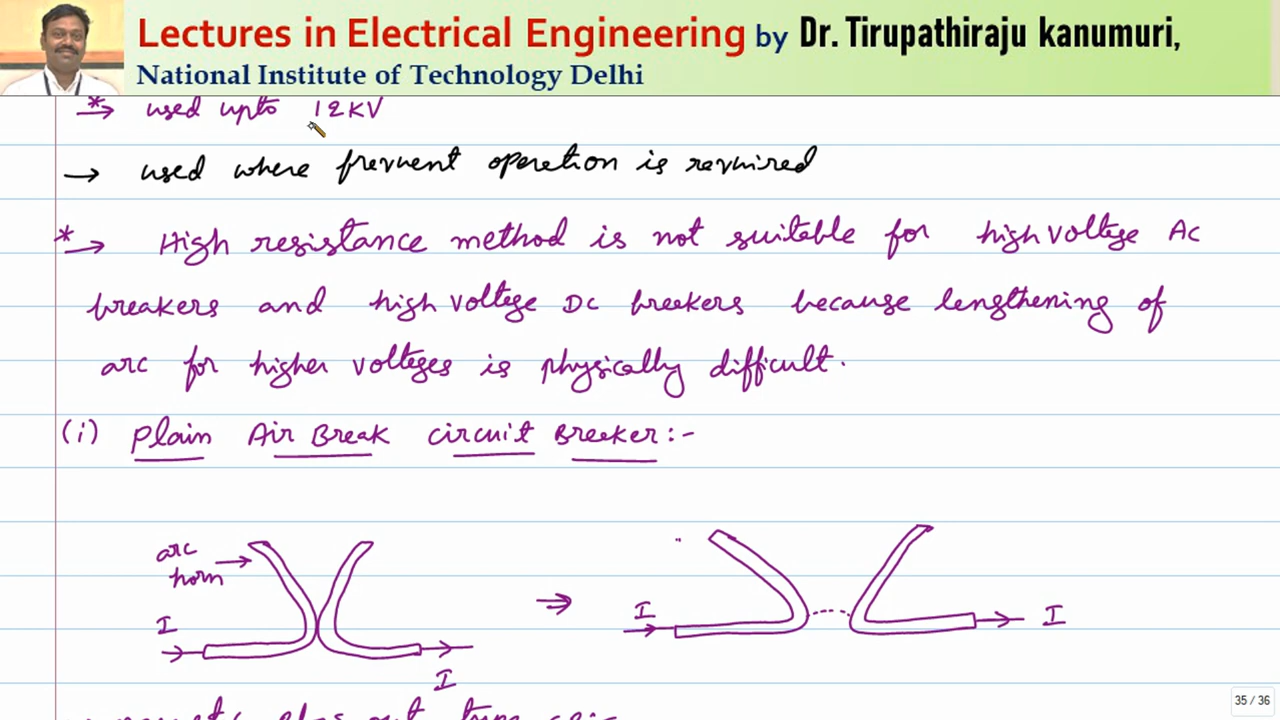 Lectures in Electrical Engineering by Dr. Tirupathiraju kanumuri,
National Institute of Technology Delhi
* → used upto 12KV
→ used where frequent operation is required
* → High resistance method is not suitable for high voltage AC
breakers and high voltage DC breakers because lengthening of
arc for higher voltages is physically difficult.
(i) Plain Air Break Circuit Breaker:-
arc
horn
I
I
⇒
I
I
type
35 / 36